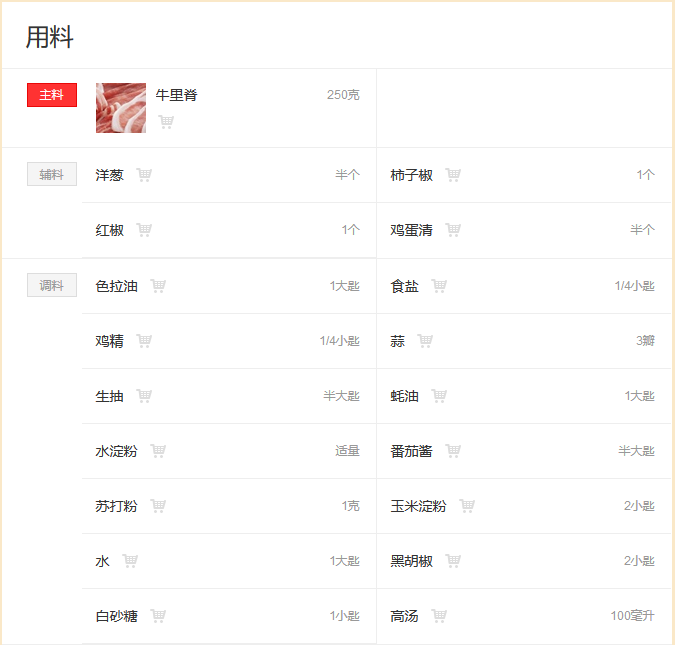 用料
主料 牛里脊 250克
辅料 洋葱 半个 柿子椒 1个
红椒 1个 鸡蛋清 半个
调料 色拉油 1大匙 食盐 1/4小匙
鸡精 1/4小匙 蒜 3瓣
生抽 半大匙 蚝油 1大匙
水淀粉 适量 番茄酱 半大匙
苏打粉 1克 玉米淀粉 2小匙
水 1大匙 黑胡椒 2小匙
白砂糖 1小匙 高汤 100毫升